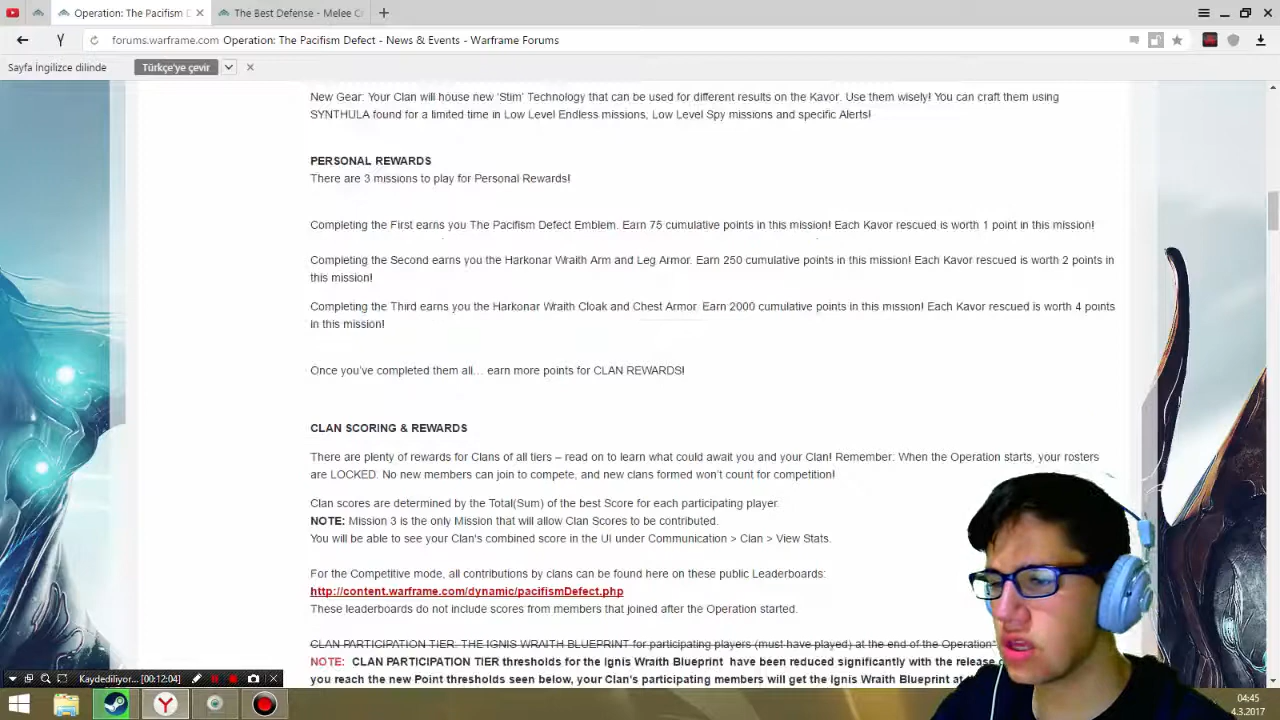 Operation: The Pacifism D
The Best Defense - Melee C
forums.warframe.com Operation: The Pacifism Defect - News & Events - Warframe Forums
Sayfa İngilizce dilinde
Türkçe'ye çevir
New Gear: Your Clan will house new 'Stim' Technology that can be used for different results on the Kavor. Use them wisely! You can craft them using
SYNTHULA found for a limited time in Low Level Endless missions, Low Level Spy missions and specific Alerts!
PERSONAL REWARDS
There are 3 missions to play for Personal Rewards!
Completing the First earns you The Pacifism Defect Emblem. Earn 75 cumulative points in this mission! Each Kavor rescued is worth 1 point in this mission!
Completing the Second earns you the Harkonar Wraith Arm and Leg Armor. Earn 250 cumulative points in this mission! Each Kavor rescued is worth 2 points in
this mission!
Completing the Third earns you the Harkonar Wraith Cloak and Chest Armor. Earn 2000 cumulative points in this mission! Each Kavor rescued is worth 4 points
in this mission!
Once you've completed them all... earn more points for CLAN REWARDS!
CLAN SCORING & REWARDS
There are plenty of rewards for Clans of all tiers – read on to learn what could await you and your Clan! Remember: When the Operation starts, your rosters
are LOCKED. No new members can join to compete, and new clans formed won't count for competition!
Clan scores are determined by the Total(Sum) of the best Score for each participating player.
NOTE: Mission 3 is the only Mission that will allow Clan Scores to be contributed.
You will be able to see your Clan's combined score in the UI under Communication > Clan > View Stats.
For the Competitive mode, all contributions by clans can be found here on these public Leaderboards:
http://content.warframe.com/dynamic/pacifismDefect.php
These leaderboards do not include scores from members that joined after the Operation started.
CLAN PARTICIPATION TIER: THE IGNIS WRAITH BLUEPRINT for participating players (must have played) at the end of the Operation
NOTE: CLAN PARTICIPATION TIER thresholds for the Ignis Wraith Blueprint have been reduced significantly with the release
you reach the new Point thresholds seen below, your Clan's participating members will get the Ignis Wraith Blueprint at
Kaydediliyor... [00:12:04]
04:45
4.3.2017